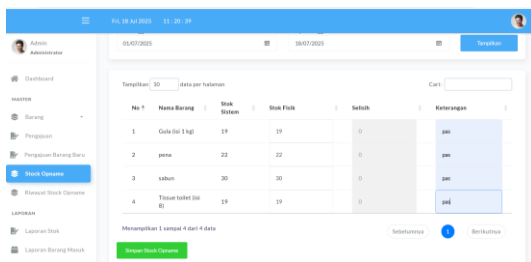 Fri, 18 Jul 2025 11 : 20 : 39
Admin
Administrator
01/07/2025 18/07/2025 Tampilkan
Dashboard
MASTER
Barang
Pengajuan
Pengajuan Barang Baru
Stock Opname
Riwayat Stock Opname
LAPORAN
Laporan Stok
Laporan Barang Masuk
Tampilkan 10 data per halaman Cari:
No Nama Barang Stok Sistem Stok Fisik Selisih Keterangan
1 Gula (isi 1 kg) 19 19 0 pas
2 pena 22 22 0 pas
3 sabun 30 30 0 pas
4 Tissue toilet (isi 8) 19 19 0 pas
Menampilkan 1 sampai 4 dari 4 data
Sebelumnya 1 Berikutnya
Simpan Stock Opname